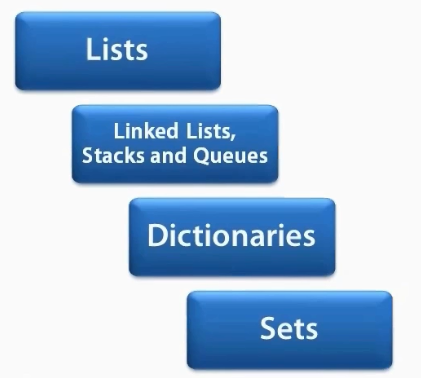 Lists
Linked Lists,
Stacks and Queues
Dictionaries
Sets